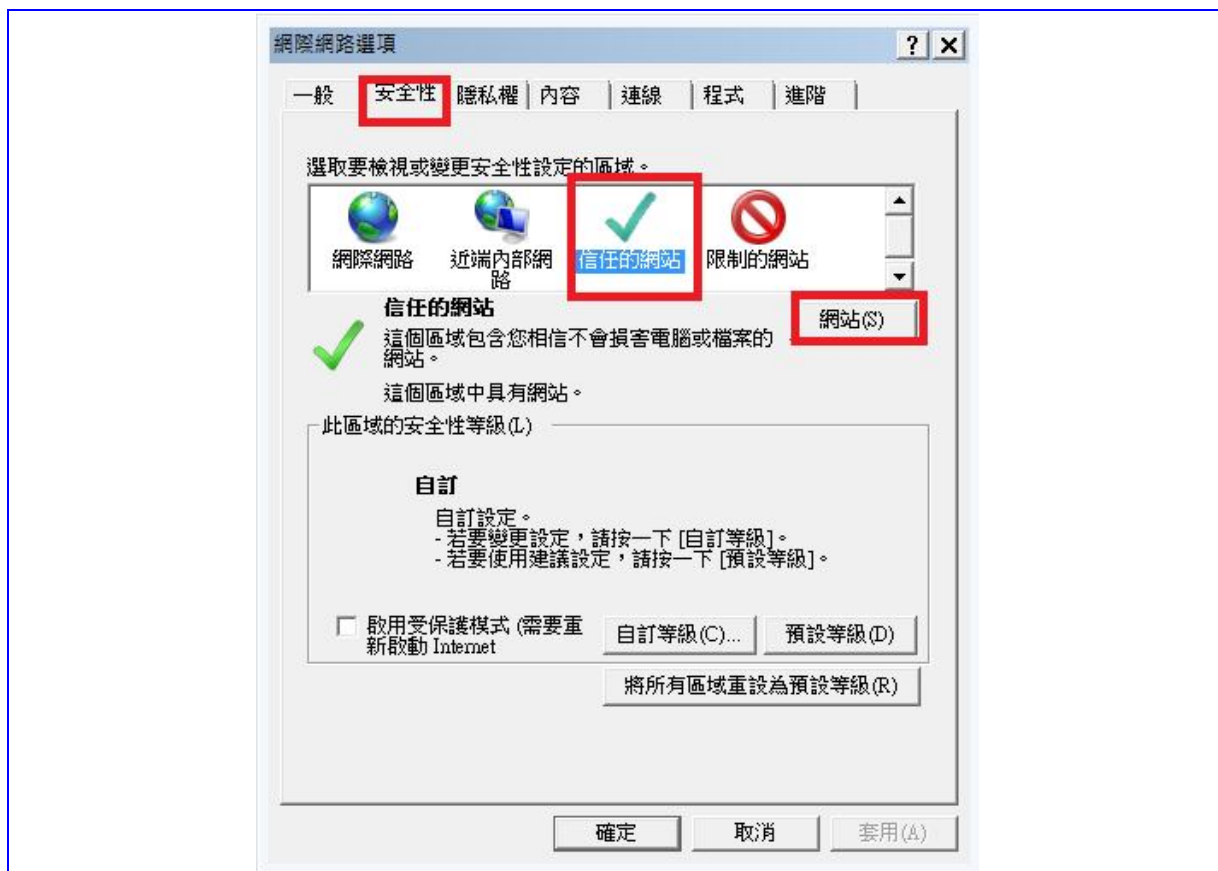 網際網路選項
一般 安全性 隱私權 內容 連線 程式 進階
選取要檢視或變更安全性設定的區域。
網際網路 近端內部網路 信任的網站 限制的網站
信任的網站
網站(S)
這個區域包含您相信不會損害電腦或檔案的
網站。
這個區域中具有網站。
此區域的安全性等級(L)
自訂
自訂設定。
- 若要變更設定，請按一下 [自訂等級]。
- 若要使用建議設定，請按一下 [預設等級]。
啟用受保護模式 (需要重
新啟動 Internet
自訂等級(C)... 預設等級(D)
將所有區域重設為預設等級(R)
確定 取消 套用(A)